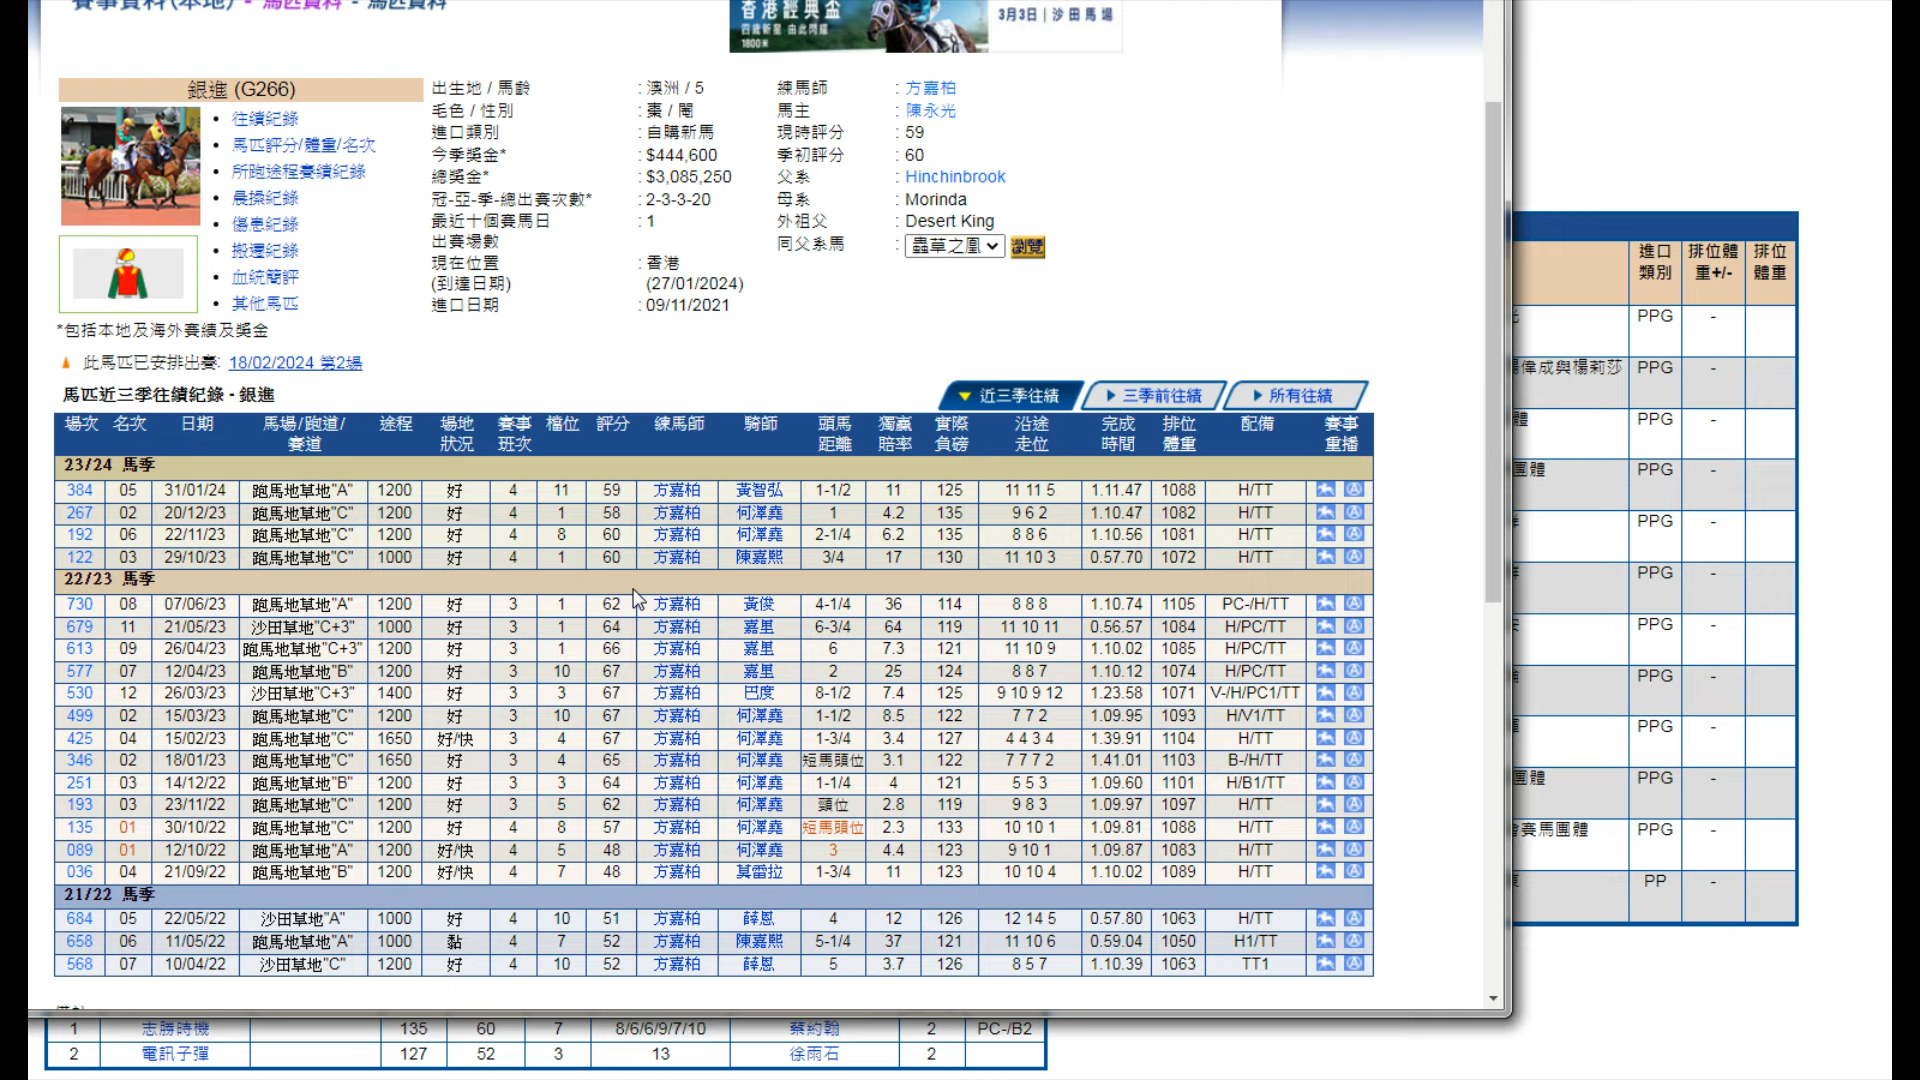 賽事資料(本地) - 馬匹資料 - 馬匹資料
香港經典盃
四歲新星 由此閃耀
1800米
3月3日 | 沙田馬場
銀進 (G266)
往績紀錄
馬匹評分/體重/名次
所跑途程賽績紀錄
晨操紀錄
傷患紀錄
搬遷紀錄
血統簡評
其他馬匹
出生地 / 馬齡 : 澳洲 / 5
毛色 / 性別 : 棗 / 閹
進口類別 : 自購新馬
今季獎金* : $444,600
總獎金* : $3,085,250
冠-亞-季-總出賽次數* : 2-3-3-20
最近十個賽馬日 : 1
出賽場數
現在位置 : 香港
(到達日期) (27/01/2024)
進口日期 : 09/11/2021
練馬師 : 方嘉柏
馬主 : 陳永光
現時評分 : 59
季初評分 : 60
父系 : Hinchinbrook
母系 : Morinda
外祖父 : Desert King
同父系馬 : 蟲草之凰 瀏覽
*包括本地及海外賽績及獎金
此馬匹已安排出賽: 18/02/2024 第2場
馬匹近三季往績紀錄 - 銀進
近三季往績 三季前往績 所有往績
場次 名次 日期 馬場/跑道/賽道 途程 場地狀況 賽事班次 檔位 評分 練馬師 騎師 頭馬距離 獨贏賠率 實際負磅 沿途走位 完成時間 排位體重 配備 賽事重播
23/24 馬季
384 05 31/01/24 跑馬地草地"A" 1200 好 4 11 59 方嘉柏 黃智弘 1-1/2 11 125 11 11 5 1.11.47 1088 H/TT
267 02 20/12/23 跑馬地草地"C" 1200 好 4 1 58 方嘉柏 何澤堯 1 4.2 135 9 6 2 1.10.47 1082 H/TT
192 06 22/11/23 跑馬地草地"C" 1200 好 4 8 60 方嘉柏 何澤堯 2-1/4 6.2 135 8 8 6 1.10.56 1081 H/TT
122 03 29/10/23 跑馬地草地"C" 1000 好 4 1 60 方嘉柏 陳嘉熙 3/4 17 130 11 10 3 0.57.70 1072 H/TT
22/23 馬季
730 08 07/06/23 跑馬地草地"A" 1200 好 3 1 62 方嘉柏 黃俊 4-1/4 36 114 8 8 8 1.10.74 1105 PC-/H/TT
679 11 21/05/23 沙田草地"C+3" 1000 好 3 1 64 方嘉柏 嘉里 6-3/4 64 119 11 10 11 0.56.57 1084 H/PC/TT
613 09 26/04/23 跑馬地草地"C+3" 1200 好 3 1 66 方嘉柏 嘉里 6 7.3 121 11 10 9 1.10.02 1085 H/PC/TT
577 07 12/04/23 跑馬地草地"B" 1200 好 3 10 67 方嘉柏 嘉里 2 25 124 8 8 7 1.10.12 1074 H/PC/TT
530 12 26/03/23 沙田草地"C+3" 1400 好 3 3 67 方嘉柏 巴度 8-1/2 7.4 125 9 10 9 12 1.23.58 1071 V-/H/PC1/TT
499 02 15/03/23 跑馬地草地"C" 1200 好 3 10 67 方嘉柏 何澤堯 1-1/2 8.5 122 7 7 2 1.09.95 1093 H/V1/TT
425 04 15/02/23 跑馬地草地"C" 1650 好/快 3 4 67 方嘉柏 何澤堯 1-3/4 3.4 127 4 4 3 4 1.39.91 1104 H/TT
346 02 18/01/23 跑馬地草地"C" 1650 好 3 4 65 方嘉柏 何澤堯 短馬頭位 3.1 122 7 7 7 2 1.41.01 1103 B-/H/TT
251 03 14/12/22 跑馬地草地"B" 1200 好 3 3 64 方嘉柏 何澤堯 1-1/4 4 121 5 5 3 1.09.60 1101 H/B1/TT
193 03 23/11/22 跑馬地草地"C" 1200 好 3 5 62 方嘉柏 何澤堯 頸位 2.8 119 9 8 3 1.09.97 1097 H/TT
135 01 30/10/22 跑馬地草地"C" 1200 好 4 8 57 方嘉柏 何澤堯 短馬頭位 2.3 133 10 10 1 1.09.81 1088 H/TT
089 01 12/10/22 跑馬地草地"A" 1200 好/快 4 5 48 方嘉柏 何澤堯 3 4.4 123 9 10 1 1.09.87 1083 H/TT
036 04 21/09/22 跑馬地草地"B" 1200 好/快 4 7 48 方嘉柏 莫雷拉 1-3/4 11 123 10 10 4 1.10.02 1089 H/TT
21/22 馬季
684 05 22/05/22 沙田草地"A" 1000 好 4 10 51 方嘉柏 薛恩 4 12 126 12 14 5 0.57.80 1063 H/TT
658 06 11/05/22 跑馬地草地"A" 1000 黏 4 7 52 方嘉柏 陳嘉熙 5-1/4 37 121 11 10 6 0.59.04 1050 H1/TT
568 07 10/04/22 沙田草地"C" 1200 好 4 10 52 方嘉柏 薛恩 5 3.7 126 8 5 7 1.10.39 1063 TT1
1 志勝時機 135 60 7 8/6/6/9/7/10 蔡約翰 2 PC-/B2
2 電訊子彈 127 52 3 13 徐雨石 2
進口類別 排位體重+/- 排位體重
PPG -
偉成與楊莉莎 PPG -
體 PPG -
團體 PPG -
PPG -
PPG -
PPG -
PPG -
PPG -
團體 PPG -
賽馬團體 PPG -
PP -